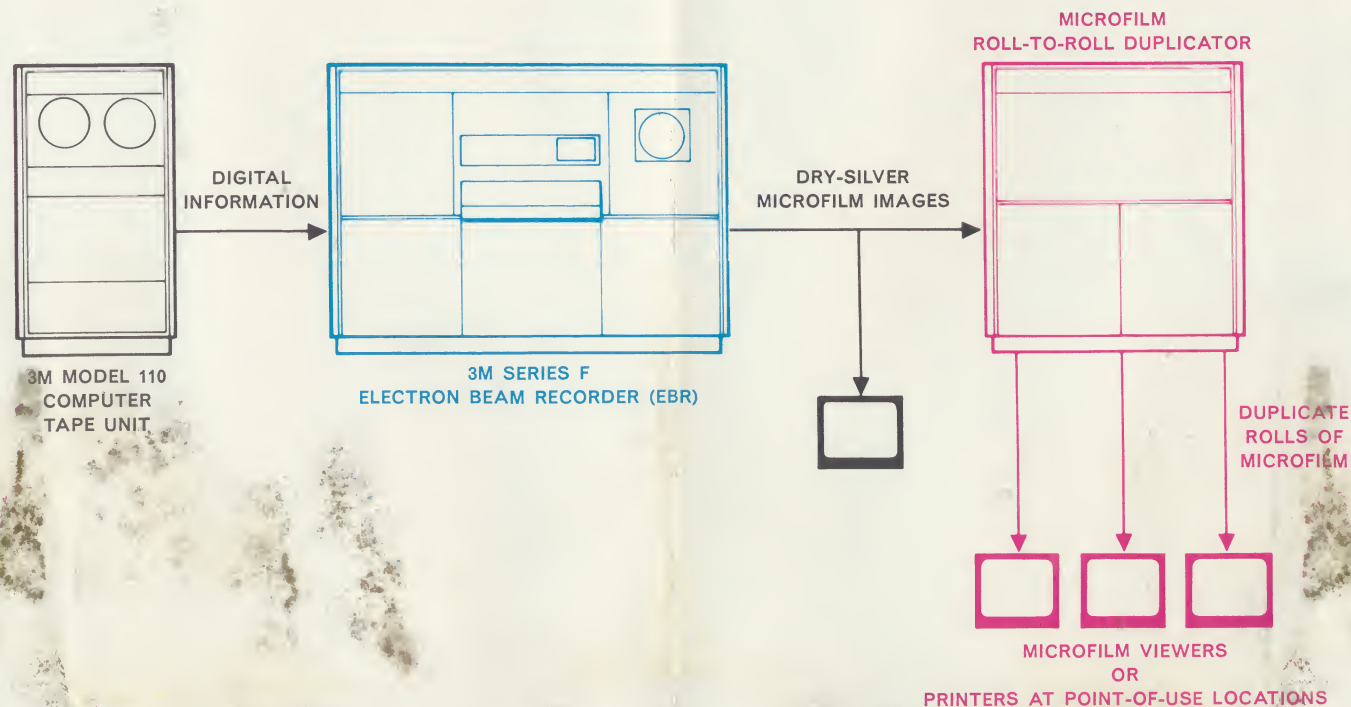 MICROFILM
ROLL-TO-ROLL DUPLICATOR
DIGITAL
INFORMATION
DRY-SILVER
MICROFILM IMAGES
3M MODEL 110
COMPUTER
TAPE UNIT
3M SERIES F
ELECTRON BEAM RECORDER (EBR)
DUPLICATE
ROLLS OF
MICROFILM
MICROFILM VIEWERS
OR
PRINTERS AT POINT-OF-USE LOCATIONS